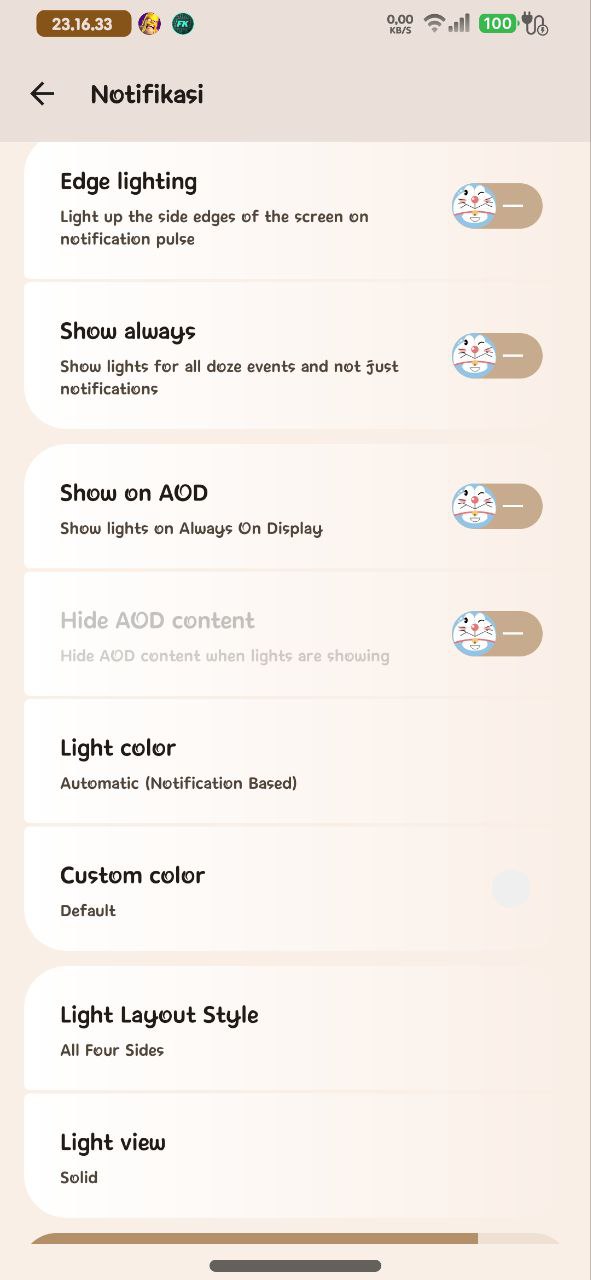 23.16.33
FK
0,00
KB/S
100
Notifikasi
Edge lighting
Light up the side edges of the screen on
notification pulse
Show always
Show lights for all doze events and not just
notifications
Show on AOD
Show lights on Always On Display
Hide AOD content
Hide AOD content when lights are showing
Light color
Automatic (Notification Based)
Custom color
Default
Light Layout Style
All Four Sides
Light view
Solid